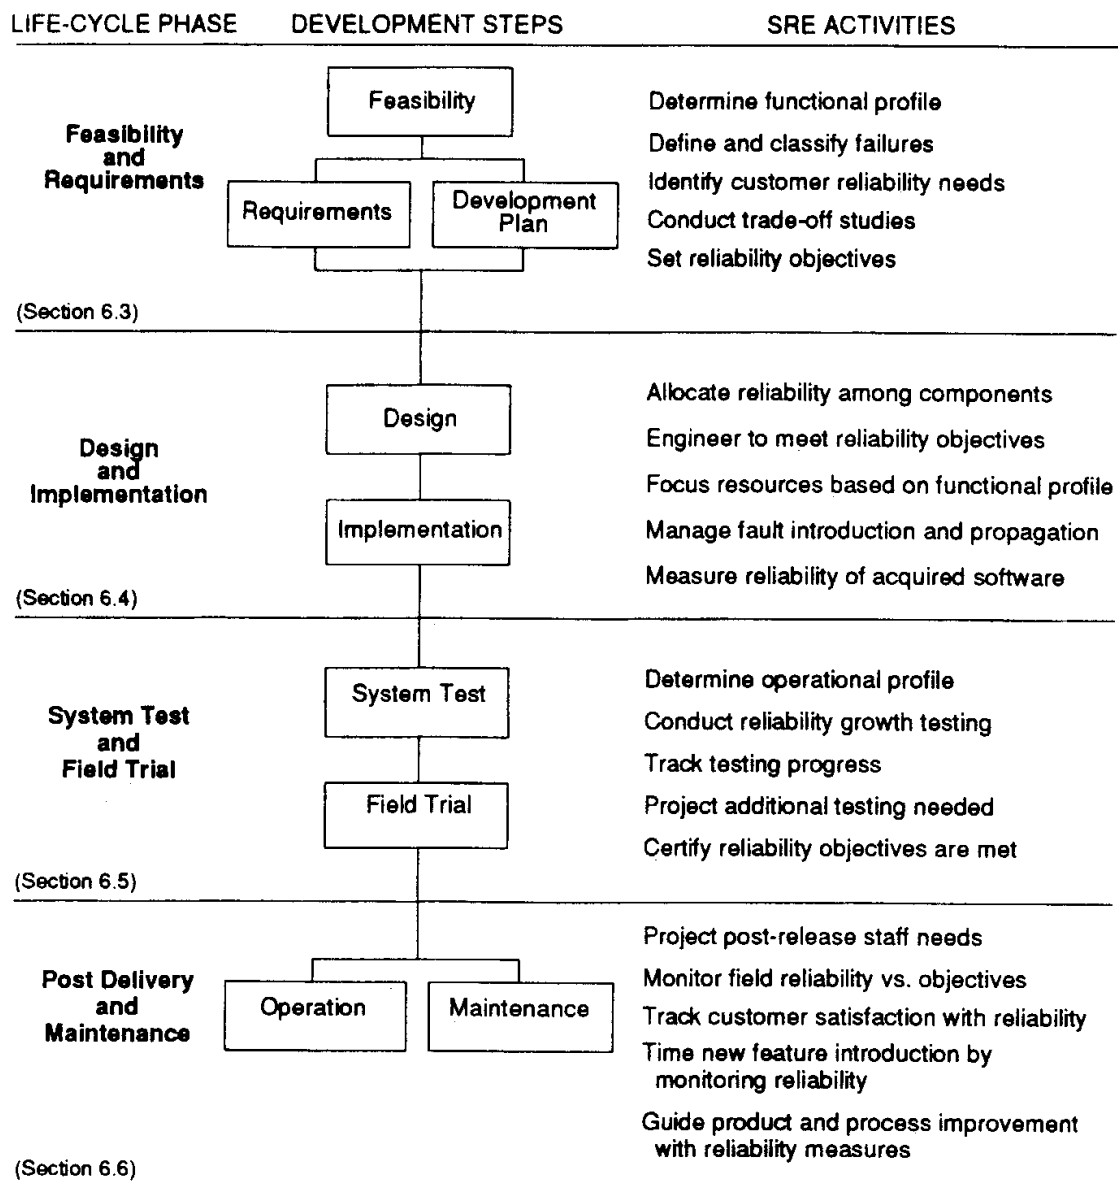 LIFE-CYCLE PHASE DEVELOPMENT STEPS SRE ACTIVITIES
Feasibility
and
Requirements
(Section 6.3)
Feasibility
Requirements
Development
Plan
Determine functional profile
Define and classify failures
Identify customer reliability needs
Conduct trade-off studies
Set reliability objectives
Design
and
Implementation
(Section 6.4)
Design
Implementation
Allocate reliability among components
Engineer to meet reliability objectives
Focus resources based on functional profile
Manage fault introduction and propagation
Measure reliability of acquired software
System Test
and
Field Trial
(Section 6.5)
System Test
Field Trial
Determine operational profile
Conduct reliability growth testing
Track testing progress
Project additional testing needed
Certify reliability objectives are met
Post Delivery
and
Maintenance
(Section 6.6)
Operation
Maintenance
Project post-release staff needs
Monitor field reliability vs. objectives
Track customer satisfaction with reliability
Time new feature introduction by
monitoring reliability
Guide product and process improvement
with reliability measures